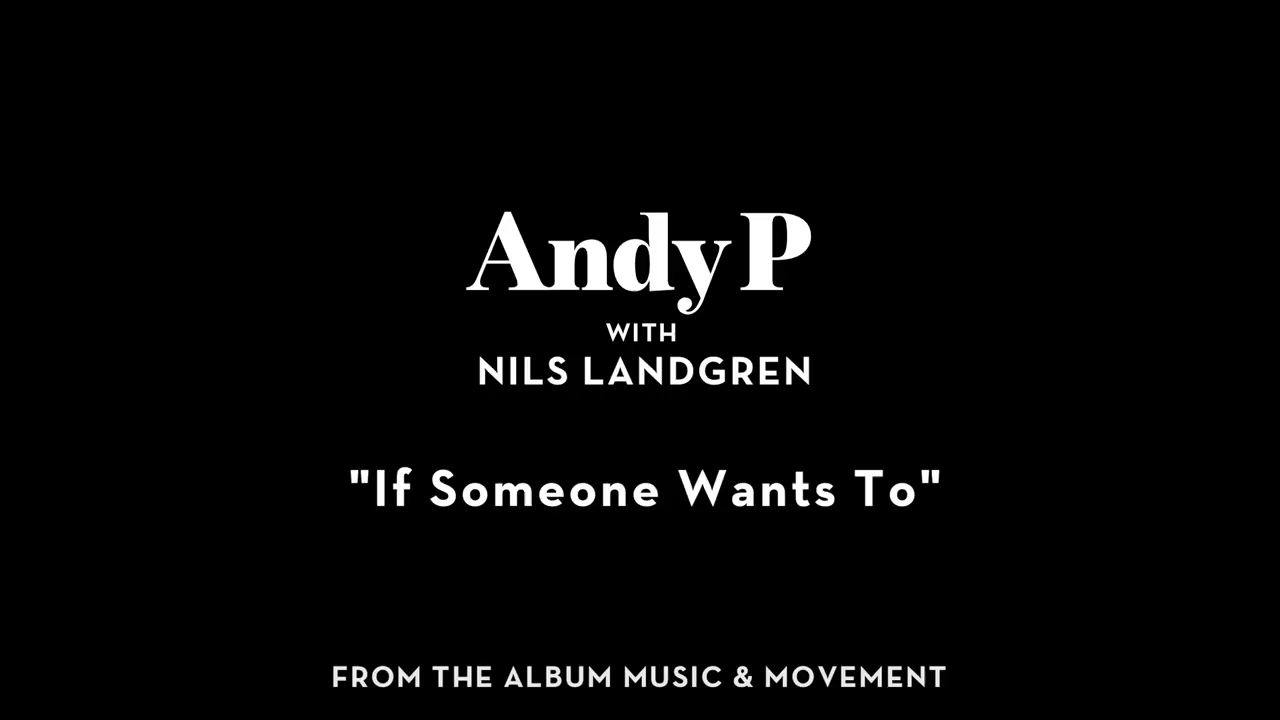 Andy P
WITH
NILS LANDGREN
"If Someone Wants To"
FROM THE ALBUM MUSIC & MOVEMENT